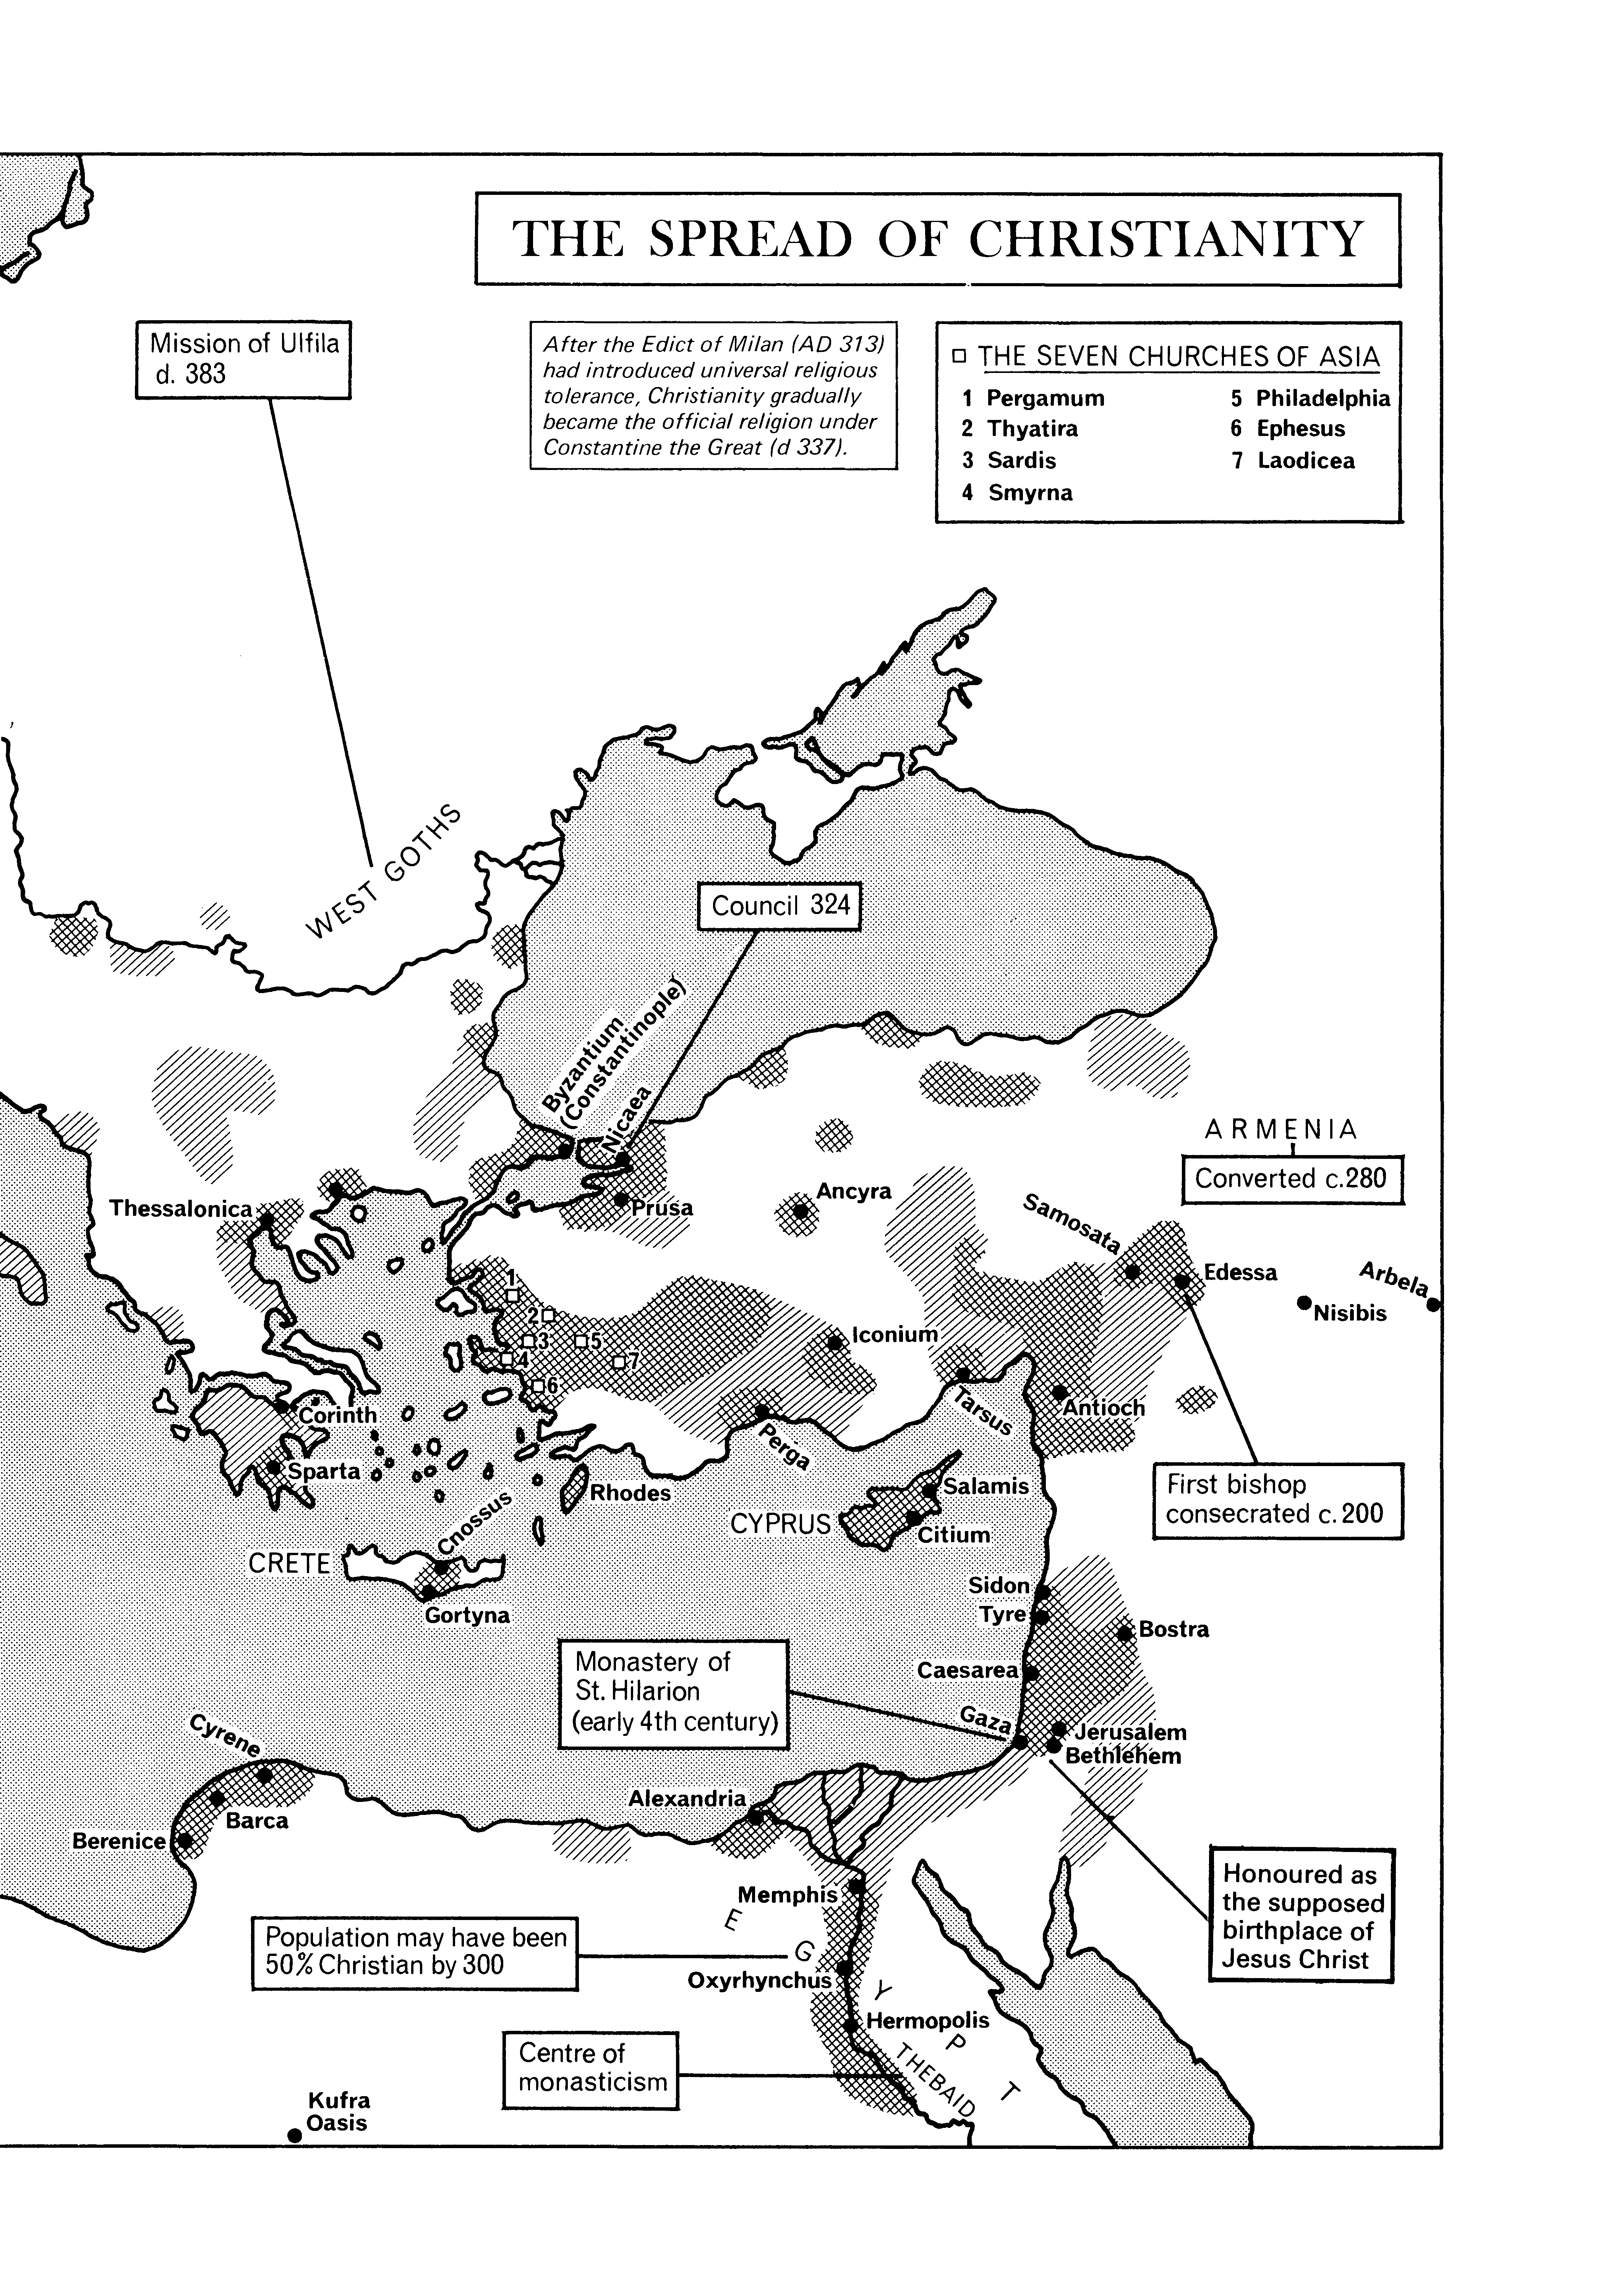 THE SPREAD OF CHRISTIANITY
Mission of Ulfila
d. 383
After the Edict of Milan (AD 313)
had introduced universal religious
tolerance, Christianity gradually
became the official religion under
Constantine the Great (d 337).
THE SEVEN CHURCHES OF ASIA
1 Pergamum
2 Thyatira
3 Sardis
4 Smyrna
5 Philadelphia
6 Ephesus
7 Laodicea
WEST GOTHS
Council 324
Byzantium
(Constantinople)
Nicaea
ARMENIA
Converted c.280
Thessalonica
Prusa
Ancyra
Samosata
Edessa
Arbela
Nisibis
1
2
3
5
4
7
6
Iconium
Corinth
Tarsus
Antioch
Perga
Sparta
Rhodes
Salamis
First bishop
consecrated c.200
CYPRUS
Citium
Cnossus
CRETE
Gortyna
Sidon
Tyre
Bostra
Monastery of
St. Hilarion
(early 4th century)
Caesarea
Gaza
Jerusalem
Bethlehem
Cyrene
Alexandria
Barca
Berenice
Honoured as
the supposed
birthplace of
Jesus Christ
Memphis
EGYPT
Population may have been
50% Christian by 300
Oxyrhynchus
Hermopolis
THEBAID
Centre of
monasticism
Kufra
Oasis